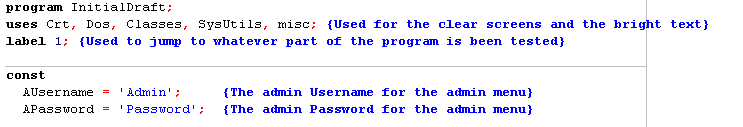 program InitialDraft;
uses Crt, Dos, Classes, SysUtils, misc; {Used for the clear screens and the bright text}
label 1; {Used to jump to whatever part of the program is been tested}
const
AUsername = 'Admin'; {The admin Username for the admin menu}
APassword = 'Password'; {The admin Password for the admin menu}